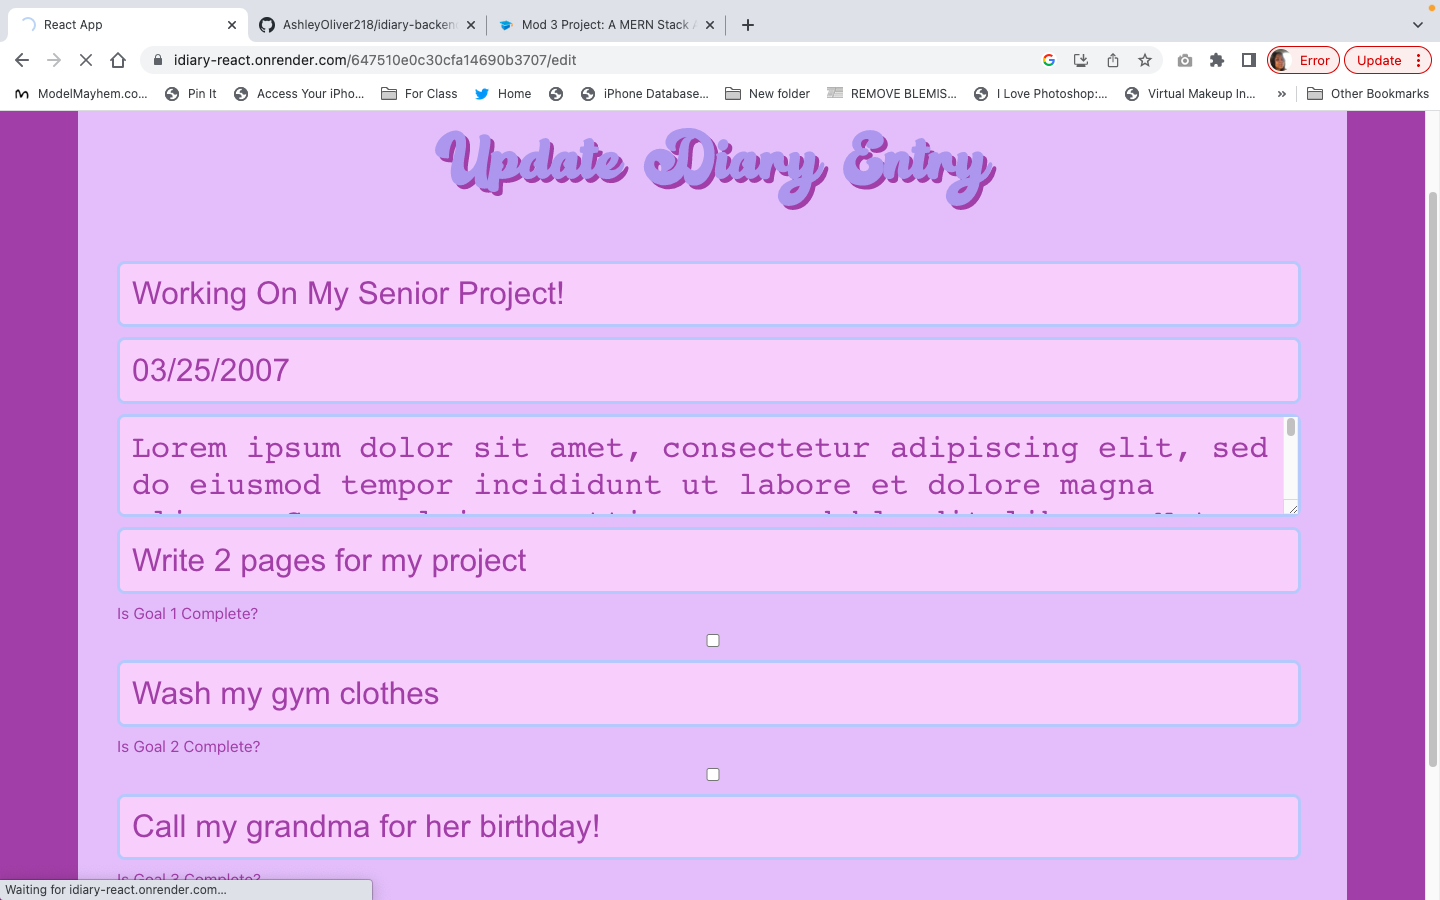 React App
AshleyOliver218/idiary-backen
Mod 3 Project: A MERN Stack A
idiary-react.onrender.com/647510e0c30cfa14690b3707/edit
Error
Update
ModelMayhem.co...
Pin It
Access Your iPho...
For Class
Home
iPhone Database...
New folder
REMOVE BLEMIS...
I Love Photoshop:...
Virtual Makeup In...
»
Other Bookmarks
Update Diary Entry
Working On My Senior Project!
03/25/2007
Lorem ipsum dolor sit amet, consectetur adipiscing elit, sed
do eiusmod tempor incididunt ut labore et dolore magna
Write 2 pages for my project
Is Goal 1 Complete?
Wash my gym clothes
Is Goal 2 Complete?
Call my grandma for her birthday!
Is Goal 3 Complete?
Waiting for idiary-react.onrender.com...